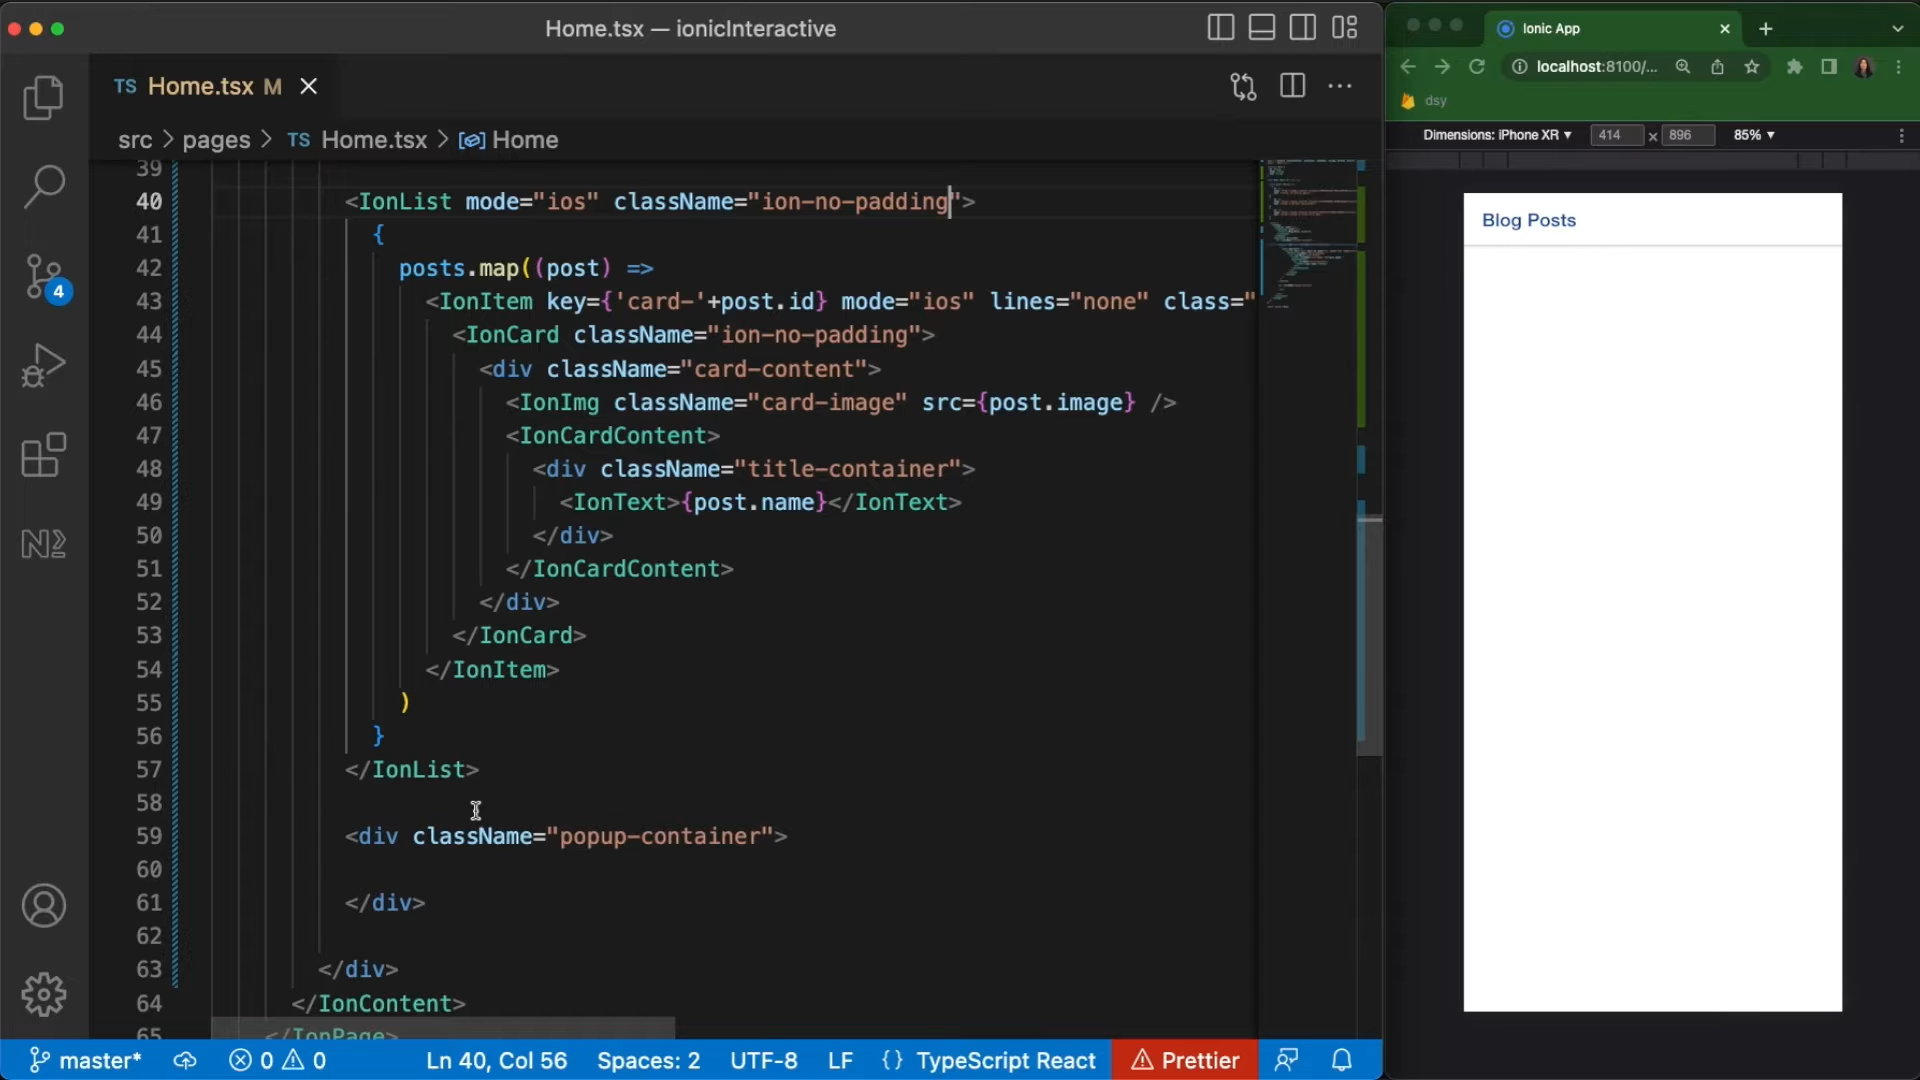 Home.tsx — ionicInteractive
TS Home.tsx M
src > pages > TS Home.tsx > Home
39
40 <IonList mode="ios" className="ion-no-padding">
41 {
42 posts.map((post) =>
43 <IonItem key={'card-'+post.id} mode="ios" lines="none" class="
44 <IonCard className="ion-no-padding">
45 <div className="card-content">
46 <IonImg className="card-image" src={post.image} />
47 <IonCardContent>
48 <div className="title-container">
49 <IonText>{post.name}</IonText>
50 </div>
51 </IonCardContent>
52 </div>
53 </IonCard>
54 </IonItem>
55 )
56 }
57 </IonList>
58
59 <div className="popup-container">
60
61 </div>
62
63 </div>
64 </IonContent>
65 </IonPage>
4
master* 0 0 Ln 40, Col 56 Spaces: 2 UTF-8 LF {} TypeScript React Prettier
Ionic App
localhost:8100/...
dsy
Dimensions: iPhone XR ▼ 414 x 896 85% ▼
Blog Posts